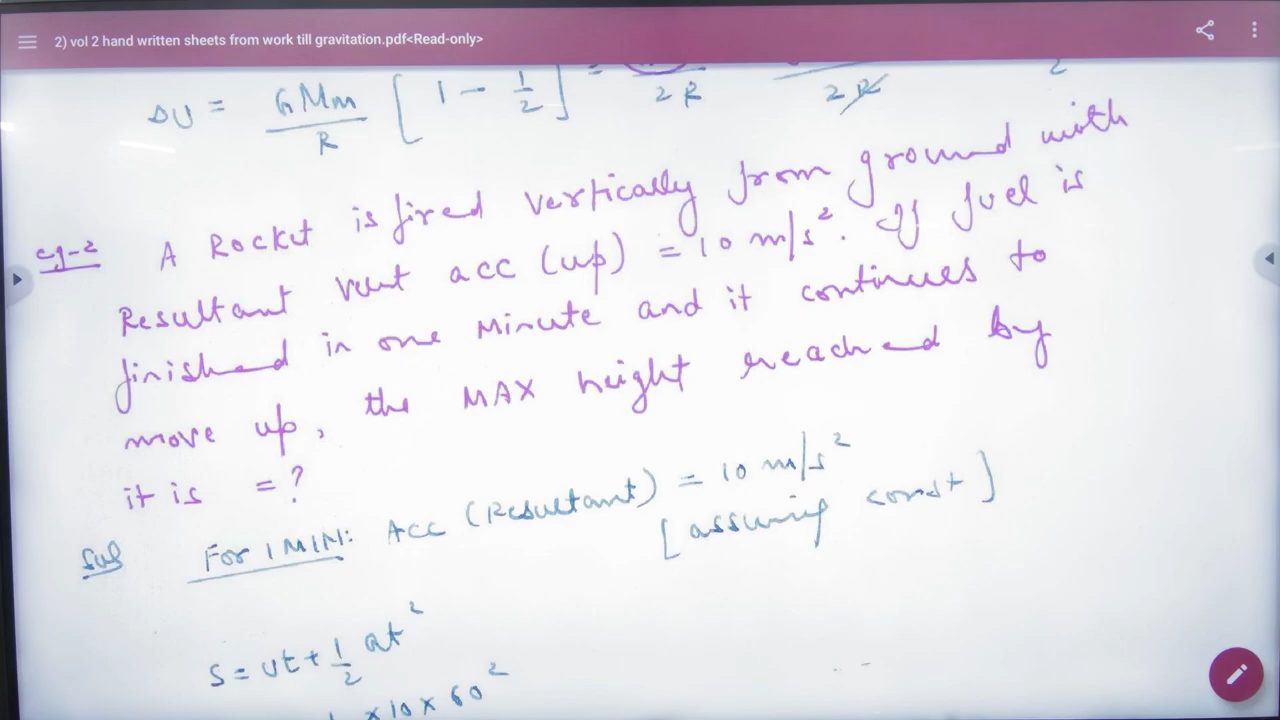 2) vol 2 hand written sheets from work till gravitation.pdf<Read-only>
ΔU = GMm/R [1 - 1/2] = 2R 2R 2
eg-2 A Rocket is fired vertically from ground with
Resultant vert acc (up) = 10 m/s². If fuel is
finished in one minute and it continues to
move up, the MAX height reached by
it is = ?
Sol For 1 MIN: Acc (Resultant) = 10 m/s²
[assuming const]
S = ut + 1/2 at²
x 10 x 60²